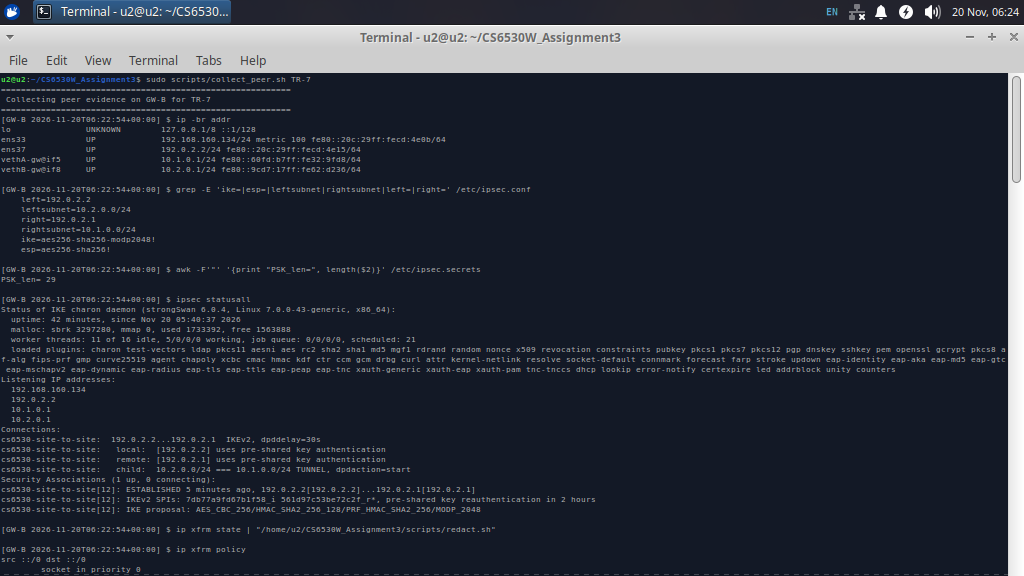 Terminal - u2@u2: ~/CS6530...
EN
20 Nov, 06:24
Terminal - u2@u2: ~/CS6530W_Assignment3
File Edit View Terminal Tabs Help
u2@u2:~/CS6530W_Assignment3$ sudo scripts/collect_peer.sh TR-7
==========================================================
 Collecting peer evidence on GW-B for TR-7
==========================================================
[GW-B 2026-11-20T06:22:54+00:00] $ ip -br addr
lo               UNKNOWN        127.0.0.1/8 ::1/128
ens33            UP             192.168.160.134/24 metric 100 fe80::20c:29ff:fecd:4e0b/64
ens37            UP             192.0.2.2/24 fe80::20c:29ff:fecd:4e15/64
vethA-gw@if5     UP             10.1.0.1/24 fe80::60fd:b7ff:fe32:9fd8/64
vethB-gw@if8     UP             10.2.0.1/24 fe80::9cd7:17ff:fe62:d236/64
[GW-B 2026-11-20T06:22:54+00:00] $ grep -E 'ike=|esp=|leftsubnet|rightsubnet|left=|right=' /etc/ipsec.conf
    left=192.0.2.2
    leftsubnet=10.2.0.0/24
    right=192.0.2.1
    rightsubnet=10.1.0.0/24
    ike=aes256-sha256-modp2048!
    esp=aes256-sha256!
[GW-B 2026-11-20T06:22:54+00:00] $ awk -F'"' '{print "PSK_len=", length($2)}' /etc/ipsec.secrets
PSK_len= 29
[GW-B 2026-11-20T06:22:54+00:00] $ ipsec statusall
Status of IKE charon daemon (strongSwan 6.0.4, Linux 7.0.0-43-generic, x86_64):
  uptime: 42 minutes, since Nov 20 05:40:37 2026
  malloc: sbrk 3297280, mmap 0, used 1733392, free 1563888
  worker threads: 11 of 16 idle, 5/0/0/0 working, job queue: 0/0/0/0, scheduled: 21
  loaded plugins: charon test-vectors ldap pkcs11 aesni aes rc2 sha2 sha1 md5 mgf1 rdrand random nonce x509 revocation constraints pubkey pkcs1 pkcs7 pkcs12 pgp dnskey sshkey pem openssl gcrypt pkcs8 a
f-alg fips-prf gmp curve25519 agent chapoly xcbc cmac hmac kdf ctr ccm gcm drbg curl attr kernel-netlink resolve socket-default connmark forecast farp stroke updown eap-identity eap-aka eap-md5 eap-gtc
 eap-mschapv2 eap-dynamic eap-radius eap-tls eap-ttls eap-peap eap-tnc xauth-generic xauth-eap xauth-pam tnc-tnccs dhcp lookip error-notify certexpire led addrblock unity counters
Listening IP addresses:
  192.168.160.134
  192.0.2.2
  10.1.0.1
  10.2.0.1
Connections:
cs6530-site-to-site:  192.0.2.2...192.0.2.1  IKEv2, dpddelay=30s
cs6530-site-to-site:   local:  [192.0.2.2] uses pre-shared key authentication
cs6530-site-to-site:   remote: [192.0.2.1] uses pre-shared key authentication
cs6530-site-to-site:   child:  10.2.0.0/24 === 10.1.0.0/24 TUNNEL, dpdaction=start
Security Associations (1 up, 0 connecting):
cs6530-site-to-site[12]: ESTABLISHED 5 minutes ago, 192.0.2.2[192.0.2.2]...192.0.2.1[192.0.2.1]
cs6530-site-to-site[12]: IKEv2 SPIs: 7db77a9fd67b1f58_i 561d97c53be72c2f_r*, pre-shared key reauthentication in 2 hours
cs6530-site-to-site[12]: IKE proposal: AES_CBC_256/HMAC_SHA2_256_128/PRF_HMAC_SHA2_256/MODP_2048
[GW-B 2026-11-20T06:22:54+00:00] $ ip xfrm state | "/home/u2/CS6530W_Assignment3/scripts/redact.sh"
[GW-B 2026-11-20T06:22:54+00:00] $ ip xfrm policy
src ::/0 dst ::/0
        socket in priority 0